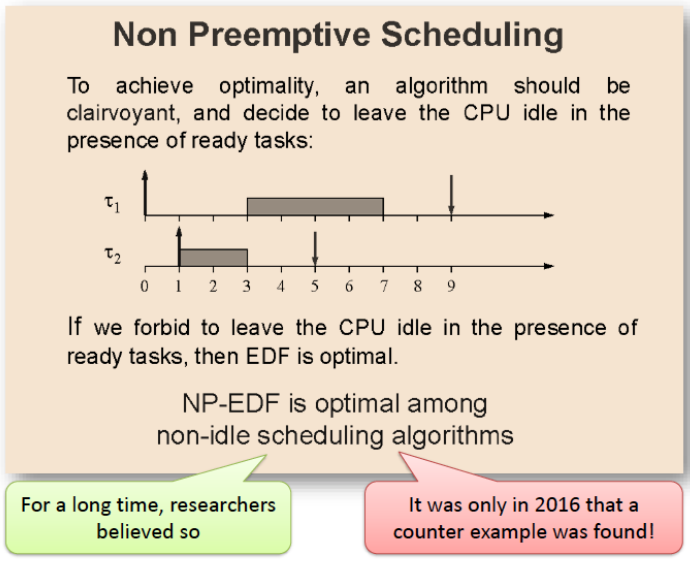 Non Preemptive Scheduling
To achieve optimality, an algorithm should be
clairvoyant, and decide to leave the CPU idle in the
presence of ready tasks:
τ1
τ2
0 1 2 3 4 5 6 7 8 9
If we forbid to leave the CPU idle in the presence of
ready tasks, then EDF is optimal.
NP-EDF is optimal among
non-idle scheduling algorithms
For a long time, researchers
believed so
It was only in 2016 that a
counter example was found!